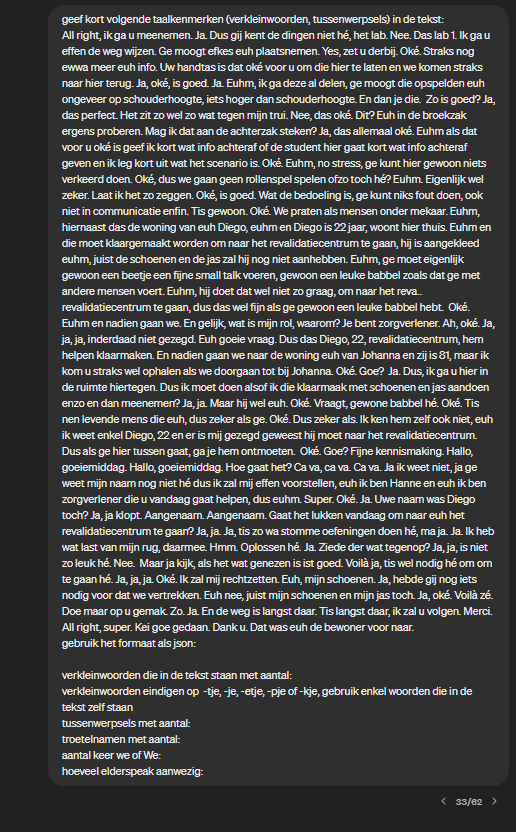 geef kort volgende taalkenmerken (verkleinwoorden, tussenwerpsels) in de tekst:
All right, ik ga u meenemen. Ja. Dus gij kent de dingen niet hé, het lab. Nee. Das lab 1. Ik ga u
effen de weg wijzen. Ge moogt efkes euh plaatsnemen. Yes, zet u derbij. Oké. Straks nog
ewwa meer euh info. Uw handtas is dat oké voor u om die hier te laten en we komen straks
naar hier terug. Ja, oké, is goed. Ja. Euhm, ik ga deze al delen, ge moogt die opspelden euh
ongeveer op schouderhoogte, iets hoger dan schouderhoogte. En dan je die.  Zo is goed? Ja,
das perfect. Het zit zo wel zo wat tegen mijn trui. Nee, das oké. Dit? Euh in de broekzak
ergens proberen. Mag ik dat aan de achterzak steken? Ja, das allemaal oké. Euhm als dat
voor u ok is geef ik kort wat info achteraf of de student hier gaat kort wat info achteraf
geven en ik leg kort uit wat het scenario is. Oké. Euhm, no stress, ge kunt hier gewoon niets
verkeerd doen. Oké, dus we gaan geen rollenspel spelen ofzo toch hé? Euhm. Eigenlijk wel
zeker. Laat ik het zo zeggen. Oké, is goed. Wat de bedoeling is, ge kunt niks fout doen, ook
niet in communicatie enfin. Tis gewoon. Oké. We praten als mensen onder mekaar. Euhm,
hiernaast das de woning van euh Diego, euhm en Diego is 22 jaar, woont hier thuis. Euhm en
die moet klaargemaakt worden om naar het revalidatiecentrum te gaan, hij is aangekleed
euhm, juist de schoenen en de jas zal hij nog niet aanhebben. Euhm, ge moet eigenlijk
gewoon een beetje een fijne small talk voeren, gewoon een leuke babbel zoals dat ge met
andere mensen voert. Euhm, hij doet dat wel niet zo graag, om naar het reva..
revalidatiecentrum te gaan, dus das wel fijn als ge gewoon een leuke babbel hebt.  Oké.
Euhm en nadien gaan we. En gelijk, wat is mijn rol, waarom? Je bent zorgverlener. Ah, oké. Ja,
ja, ja, inderdaad niet gezegd. Euh goeie vraag. Dus das Diego, 22, revalidatiecentrum, hem
helpen klaarmaken. En nadien gaan we naar de woning euh van Johanna en zij is 81, maar ik
kom u straks wel ophalen als we doorgaan tot bij Johanna. Oké. Goe?  Ja. Dus, ik ga u hier in
de ruimte hiertegen. Dus ik moet doen alsof ik die klaarmaak met schoenen en jas aandoen
enzo en dan meenemen? Ja, ja. Maar hij wel euh. Oké. Vraagt, gewone babbel hé. Oké. Tis
nen levende mens die euh, dus zeker als ge. Oké. Dus zeker als. Ik ken hem zelf ook niet, euh
ik weet enkel Diego, 22 en er is mij gezegd geweest hij moet naar het revalidatiecentrum.
Dus als ge hier tussen gaat, ga je hem ontmoeten.  Oké. Goe? Fijne kennismaking. Hallo,
goeiemiddag. Hallo, goeiemiddag. Hoe gaat het? Ca va, ca va. Ca va. Ja ik weet niet, ja ge
weet mijn naam nog niet hé dus ik zal mij effen voorstellen, euh ik ben Hanne en euh ik ben
zorgverlener die u vandaag gaat helpen, dus euhm. Super. Oké. Ja. Uwe naam was Diego
toch? Ja, ja klopt. Aangenaam. Aangenaam. Gaat het lukken vandaag om naar euh het
revalidatiecentrum te gaan? Ja, ja. Ja, tis zo wa stomme oefeningen doen hé, ma ja. Ja. Ik heb
wat last van mijn rug, daarmee. Hmm. Oplossen hé. Ja. Ziede der wat tegenop? Ja, ja, is niet
zo leuk hé. Nee.  Maar ja kijk, als het wat genezen is ist goed. Voilà ja, tis wel nodig hé om om
te gaan hé. Ja, ja, ja. Oké. Ik zal mij rechtzetten. Euh, mijn schoenen. Ja, hebde gij nog iets
nodig voor dat we vertrekken. Euh nee, juist mijn schoenen en mijn jas toch. Ja, oké. Voilà zé.
Doe maar op u gemak. Zo. Ja. En de weg is langst daar. Tis langst daar, ik zal u volgen. Merci.
All right, super. Kei goe gedaan. Dank u. Dat was euh de bewoner voor naar.
gebruik het formaat als json:

verkleinwoorden die in de tekst staan met aantal:
verkleinwoorden eindigen op  -tje, -je, -etje, -pje of -kje, gebruik enkel woorden die in de
tekst zelf staan
tussenwerpsels met aantal:
troetelnamen met aantal:
aantal keer we of We:
hoeveel elderspeak aanwezig:
33/62